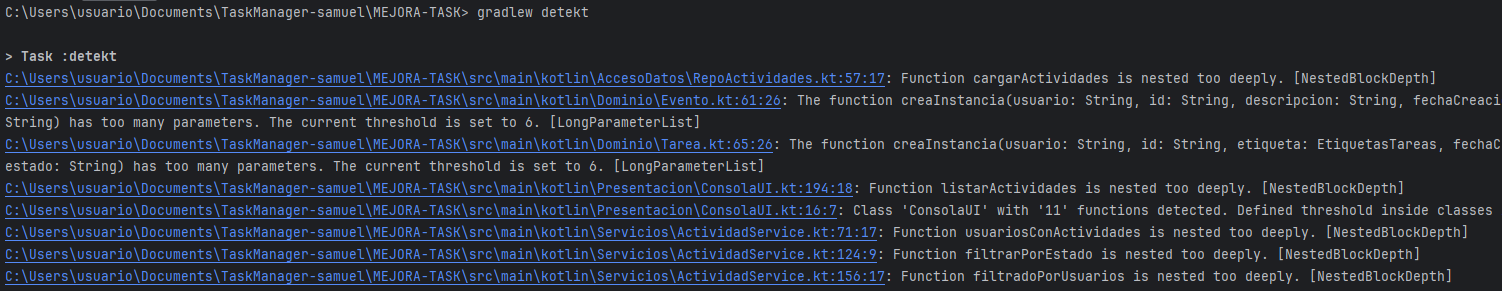 C:\Users\usuario\Documents\TaskManager-samuel\MEJORA-TASK> gradlew detekt
> Task :detekt
C:\Users\usuario\Documents\TaskManager-samuel\MEJORA-TASK\src\main\kotlin\AccesoDatos\RepoActividades.kt:57:17: Function cargarActividades is nested too deeply. [NestedBlockDepth]
C:\Users\usuario\Documents\TaskManager-samuel\MEJORA-TASK\src\main\kotlin\Dominio\Evento.kt:61:26: The function creaInstancia(usuario: String, id: String, descripcion: String, fechaCreaci
String) has too many parameters. The current threshold is set to 6. [LongParameterList]
C:\Users\usuario\Documents\TaskManager-samuel\MEJORA-TASK\src\main\kotlin\Dominio\Tarea.kt:65:26: The function creaInstancia(usuario: String, id: String, etiqueta: EtiquetasTareas, fechaC
estado: String) has too many parameters. The current threshold is set to 6. [LongParameterList]
C:\Users\usuario\Documents\TaskManager-samuel\MEJORA-TASK\src\main\kotlin\Presentacion\ConsolaUI.kt:194:18: Function listarActividades is nested too deeply. [NestedBlockDepth]
C:\Users\usuario\Documents\TaskManager-samuel\MEJORA-TASK\src\main\kotlin\Presentacion\ConsolaUI.kt:16:7: Class 'ConsolaUI' with '11' functions detected. Defined threshold inside classes
C:\Users\usuario\Documents\TaskManager-samuel\MEJORA-TASK\src\main\kotlin\Servicios\ActividadService.kt:71:17: Function usuariosConActividades is nested too deeply. [NestedBlockDepth]
C:\Users\usuario\Documents\TaskManager-samuel\MEJORA-TASK\src\main\kotlin\Servicios\ActividadService.kt:124:9: Function filtrarPorEstado is nested too deeply. [NestedBlockDepth]
C:\Users\usuario\Documents\TaskManager-samuel\MEJORA-TASK\src\main\kotlin\Servicios\ActividadService.kt:156:17: Function filtradoPorUsuarios is nested too deeply. [NestedBlockDepth]